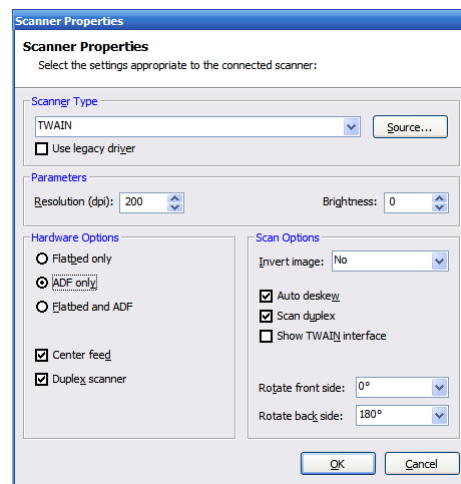 Scanner Properties
Scanner Properties
Select the settings appropriate to the connected scanner:
Scanner Type
TWAIN
Source...
Use legacy driver
Parameters
Resolution (dpi): 200
Brightness: 0
Hardware Options
Flatbed only
ADF only
Flatbed and ADF
Center feed
Duplex scanner
Scan Options
Invert image: No
Auto deskew
Scan duplex
Show TWAIN interface
Rotate front side: 0°
Rotate back side: 180°
OK
Cancel